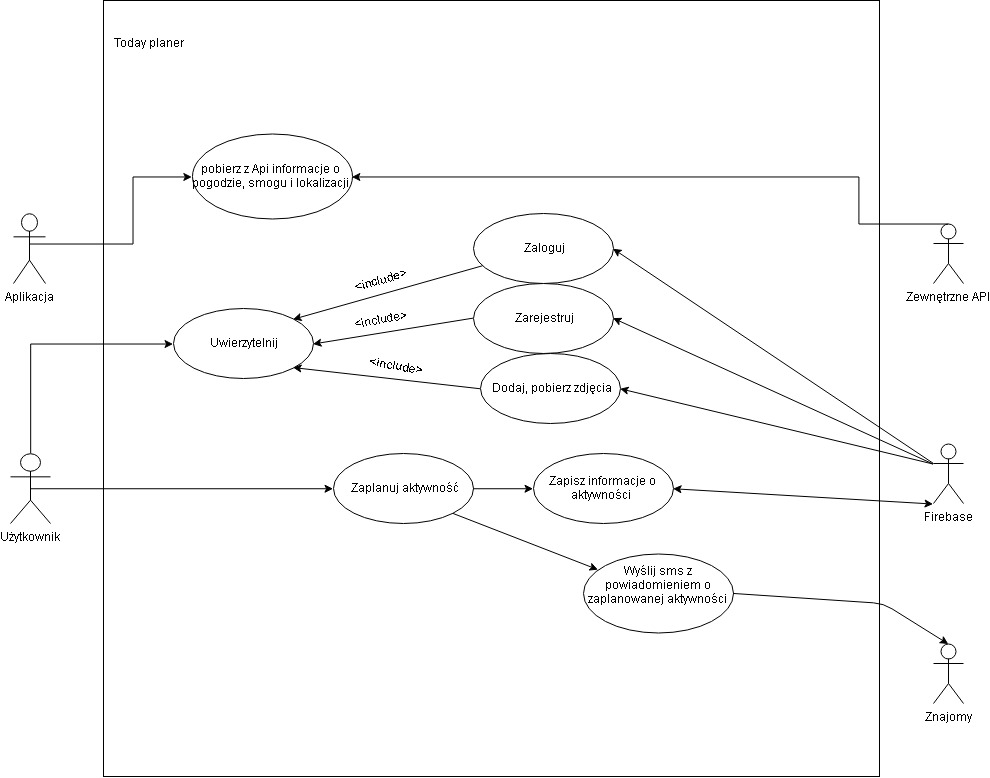 Today planer
pobierz z Api informacje o
pogodzie, smogu i lokalizacji
Aplikacja
Zewnętrzne API
Zaloguj
<include>
Zarejestruj
<include>
Uwierzytelnij
<include>
Dodaj, pobierz zdjęcia
Zaplanuj aktywność
Zapisz informacje o
aktywności
Użytkownik
Firebase
Wyślij sms z
powiadomieniem o
zaplanowanej aktywności
Znajomy